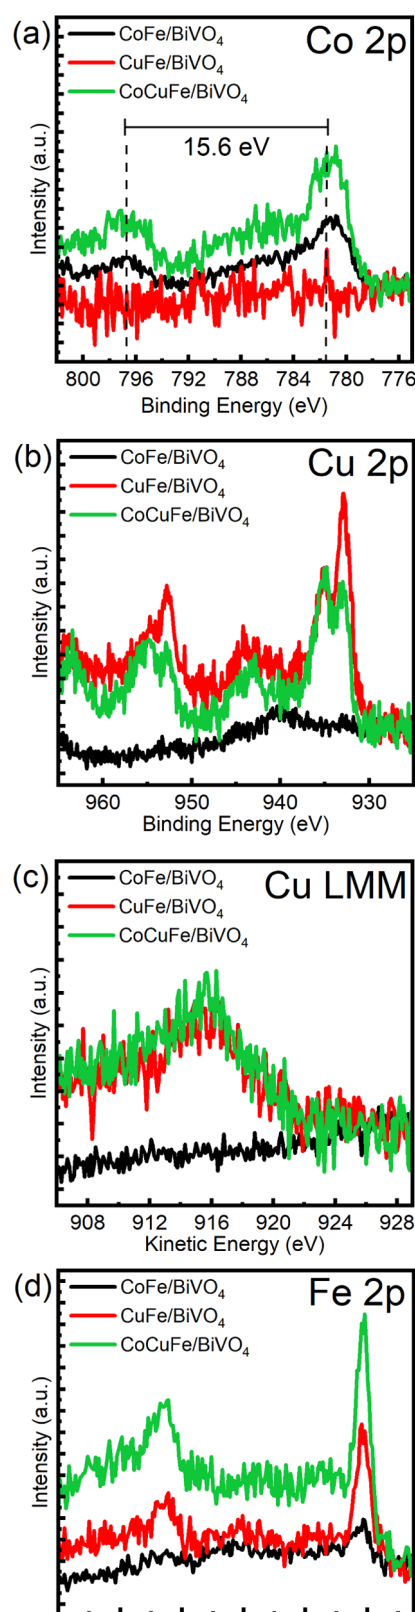 (a)
Co 2p
CoFe/BiVO₄
CuFe/BiVO₄
CoCuFe/BiVO₄
15.6 eV
Intensity (a.u.)
800 796 792 788 784 780 776
Binding Energy (eV)
(b)
Cu 2p
CoFe/BiVO₄
CuFe/BiVO₄
CoCuFe/BiVO₄
Intensity (a.u.)
960 950 940 930
Binding Energy (eV)
(c)
Cu LMM
CoFe/BiVO₄
CuFe/BiVO₄
CoCuFe/BiVO₄
Intensity (a.u.)
908 912 916 920 924 928
Kinetic Energy (eV)
(d)
Fe 2p
CoFe/BiVO₄
CuFe/BiVO₄
CoCuFe/BiVO₄
Intensity (a.u.)